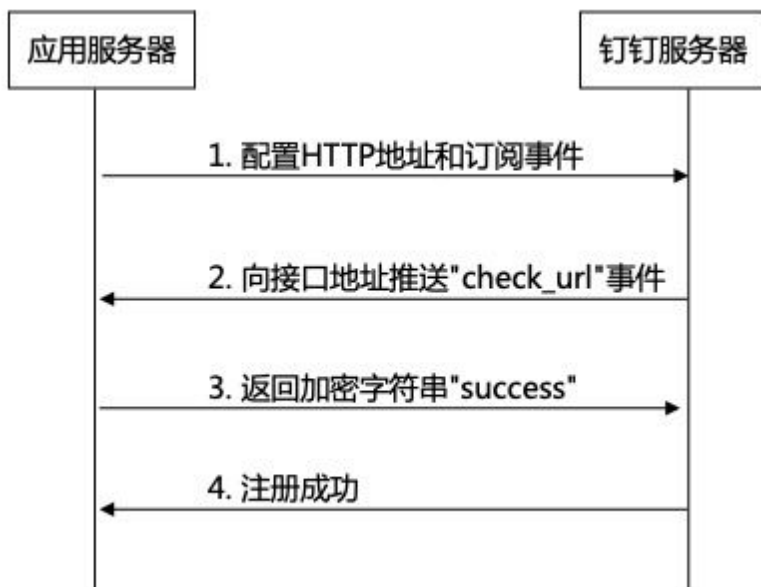 应用服务器
钉钉服务器
1. 配置HTTP地址和订阅事件
2. 向接口地址推送"check_url"事件
3. 返回加密字符串"success"
4. 注册成功